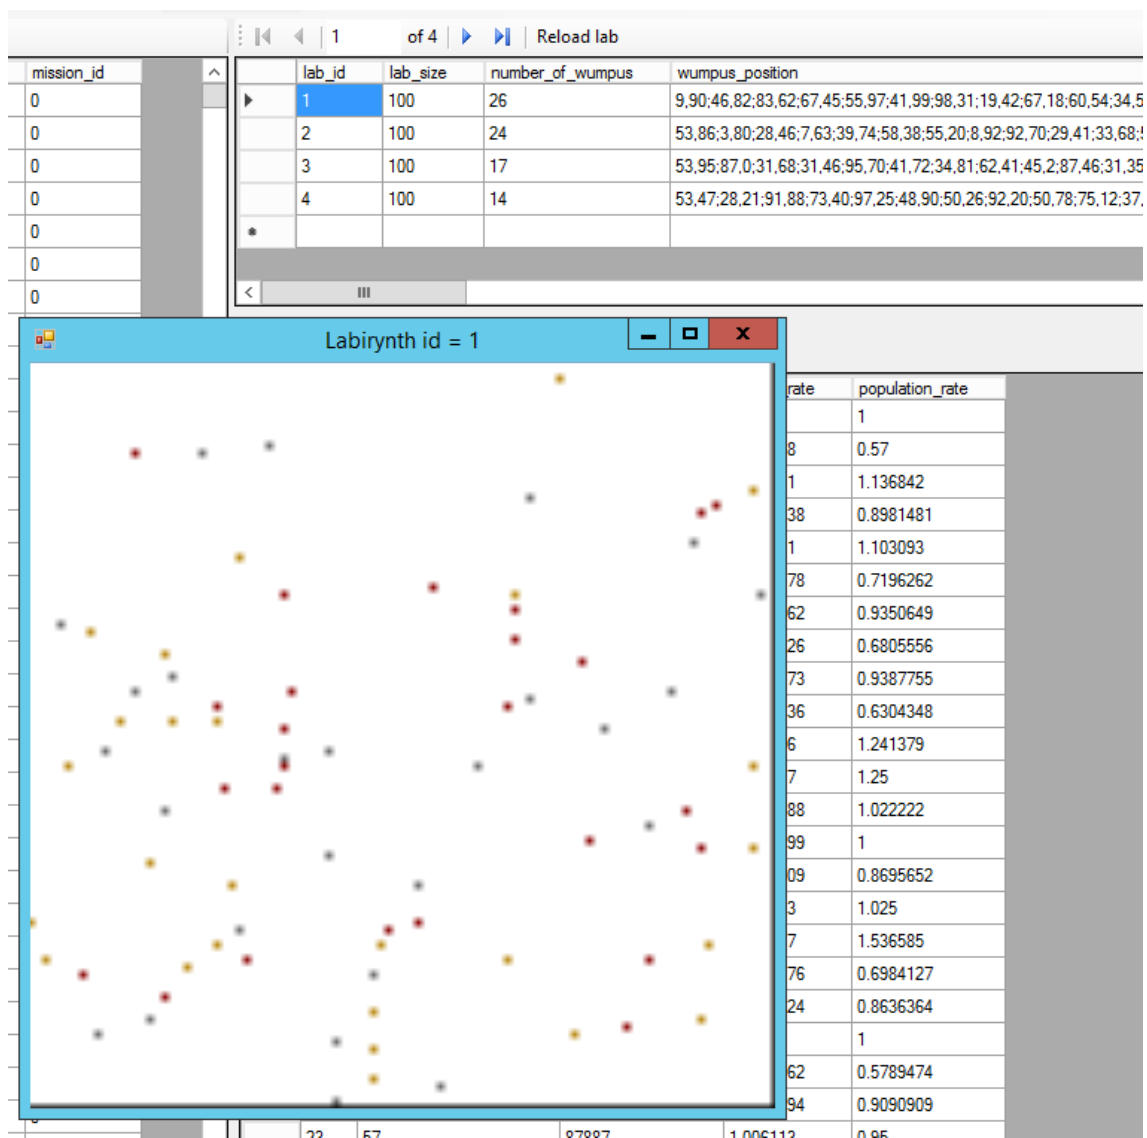 1 of 4 Reload lab
mission_id
lab_id lab_size number_of_wumpus wumpus_position
0
1 100 26 9,90;46,82;83,62;67,45;55,97;41,99;98,31;19,42;67,18;60,54;34,5
0
2 100 24 53,86;3,80;28,46;7,63;39,74;58,38;55,20;8,92;92,70;29,41;33,68;
0
3 100 17 53,95;87,0;31,68;31,46;95,70;41,72;34,81;62,41;45,2;87,46;31,35
0
4 100 14 53,47;28,21;91,88;73,40;97,25;48,90;50,26;92,20;50,78;75,12;37,
0
0
0
Labirynth id = 1
rate population_rate
1
8 0.57
1 1.136842
38 0.8981481
1 1.103093
78 0.7196262
62 0.9350649
26 0.6805556
73 0.9387755
36 0.6304348
6 1.241379
7 1.25
88 1.022222
99 1
09 0.8695652
3 1.025
7 1.536585
76 0.6984127
24 0.8636364
1
62 0.5789474
94 0.9090909
23 57 87887 1.006113 0.95